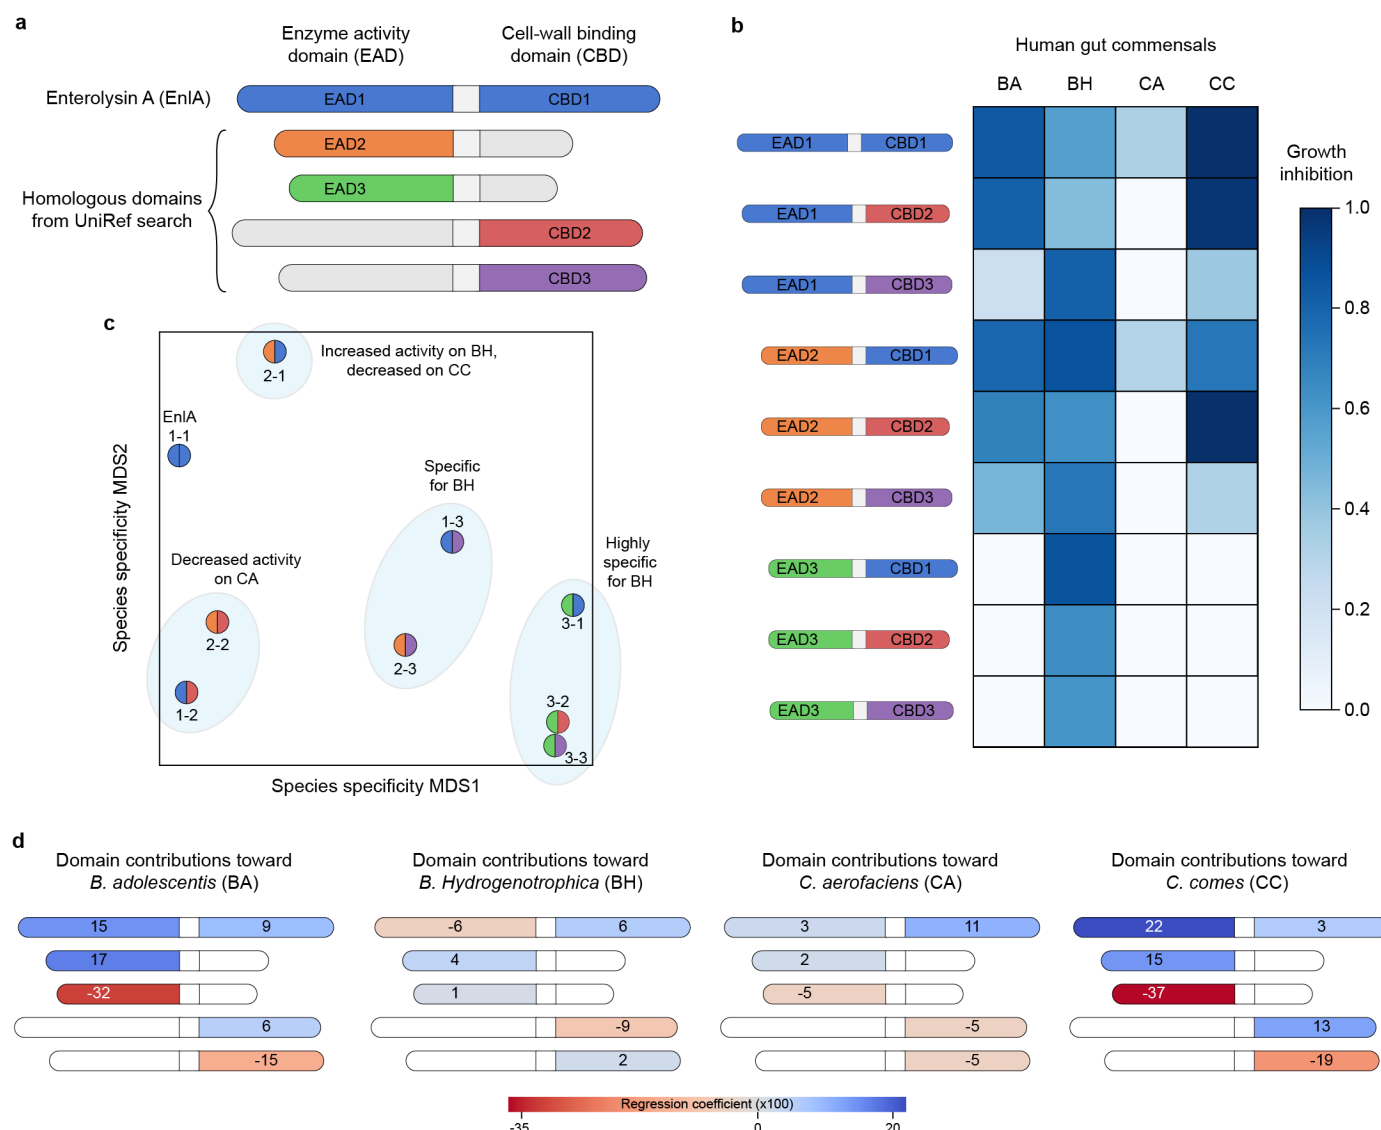 a
Enzyme activity
domain (EAD)
Cell-wall binding
domain (CBD)
Enterolysin A (EnlA)
EAD1
CBD1
EAD2
EAD3
CBD2
CBD3
Homologous domains
from UniRef search
b
Human gut commensals
BA
BH
CA
CC
EAD1
CBD1
EAD1
CBD2
EAD1
CBD3
EAD2
CBD1
EAD2
CBD2
EAD2
CBD3
EAD3
CBD1
EAD3
CBD2
EAD3
CBD3
Growth
inhibition
1.0
0.8
0.6
0.4
0.2
0.0
c
2-1
Increased activity on BH,
decreased on CC
EnlA
1-1
Specific
for BH
1-3
2-3
Decreased activity
on CA
2-2
1-2
Highly
specific
for BH
3-1
3-2
3-3
Species specificity MDS2
Species specificity MDS1
d
Domain contributions toward
B. adolescentis (BA)
15
9
17
-32
6
-15
Domain contributions toward
B. Hydrogenotrophica (BH)
-6
6
4
1
-9
2
Domain contributions toward
C. aerofaciens (CA)
3
11
2
-5
-5
-5
Domain contributions toward
C. comes (CC)
22
3
15
-37
13
-19
Regression coefficient (x100)
-35
0
20